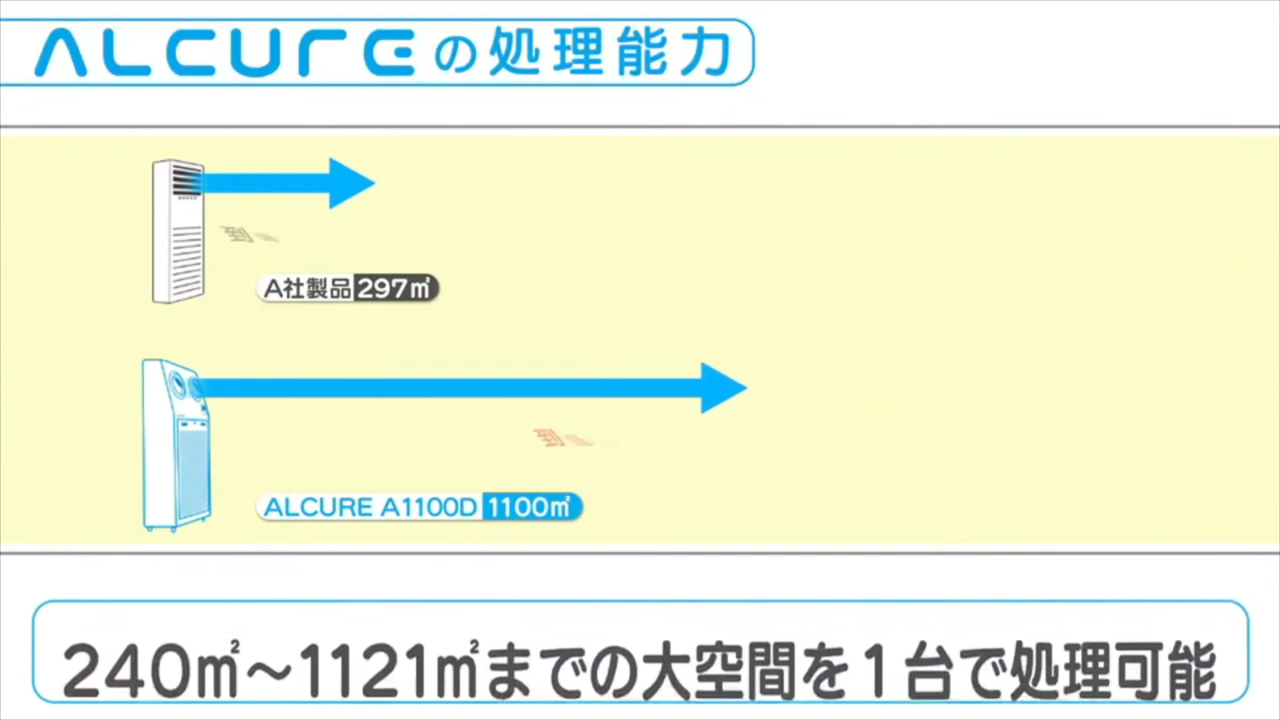 ALCUREの処理能力
到
A社製品 297㎡
到
ALCURE A1100D 1100㎡
240㎡～1121㎡までの大空間を1台で処理可能